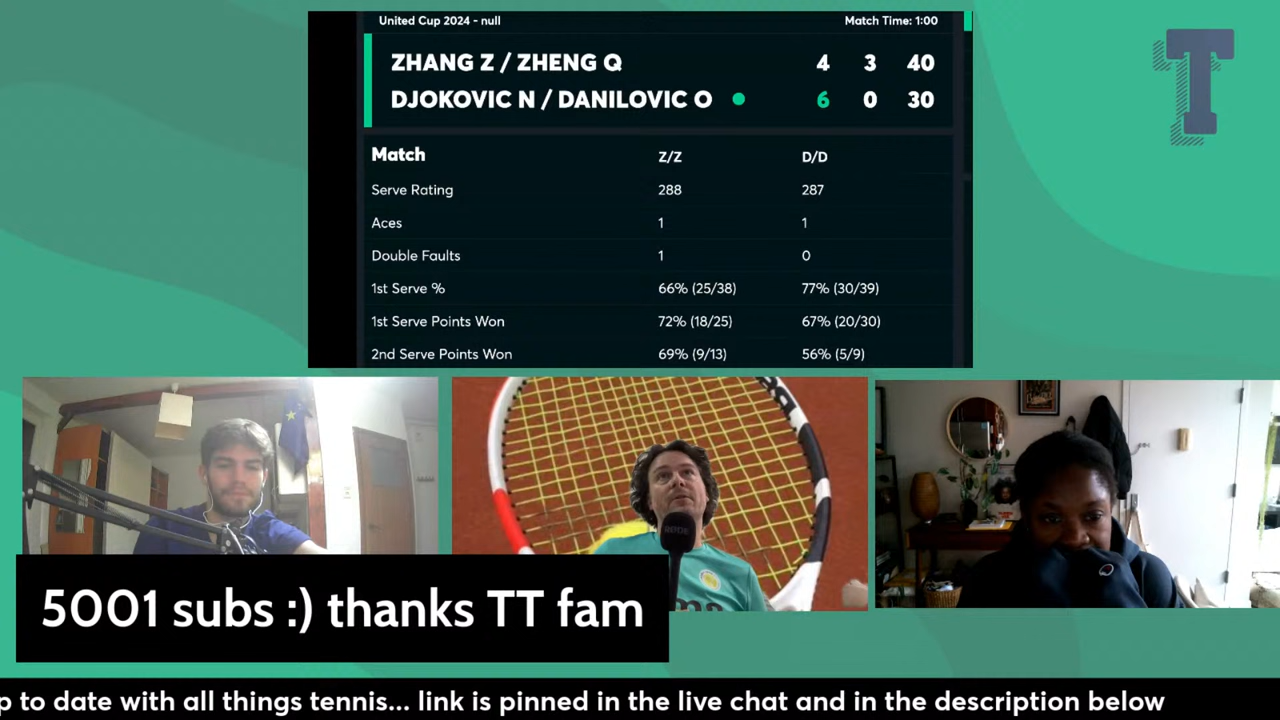 United Cup 2024 - null Match Time: 1:00
ZHANG Z / ZHENG Q 4 3 40
DJOKOVIC N / DANILOVIC O 6 0 30
Match Z/Z D/D
Serve Rating 288 287
Aces 1 1
Double Faults 1 0
1st Serve % 66% (25/38) 77% (30/39)
1st Serve Points Won 72% (18/25) 67% (20/30)
2nd Serve Points Won 69% (9/13) 56% (5/9)
T
5001 subs :) thanks TT fam
p to date with all things tennis... link is pinned in the live chat and in the description below